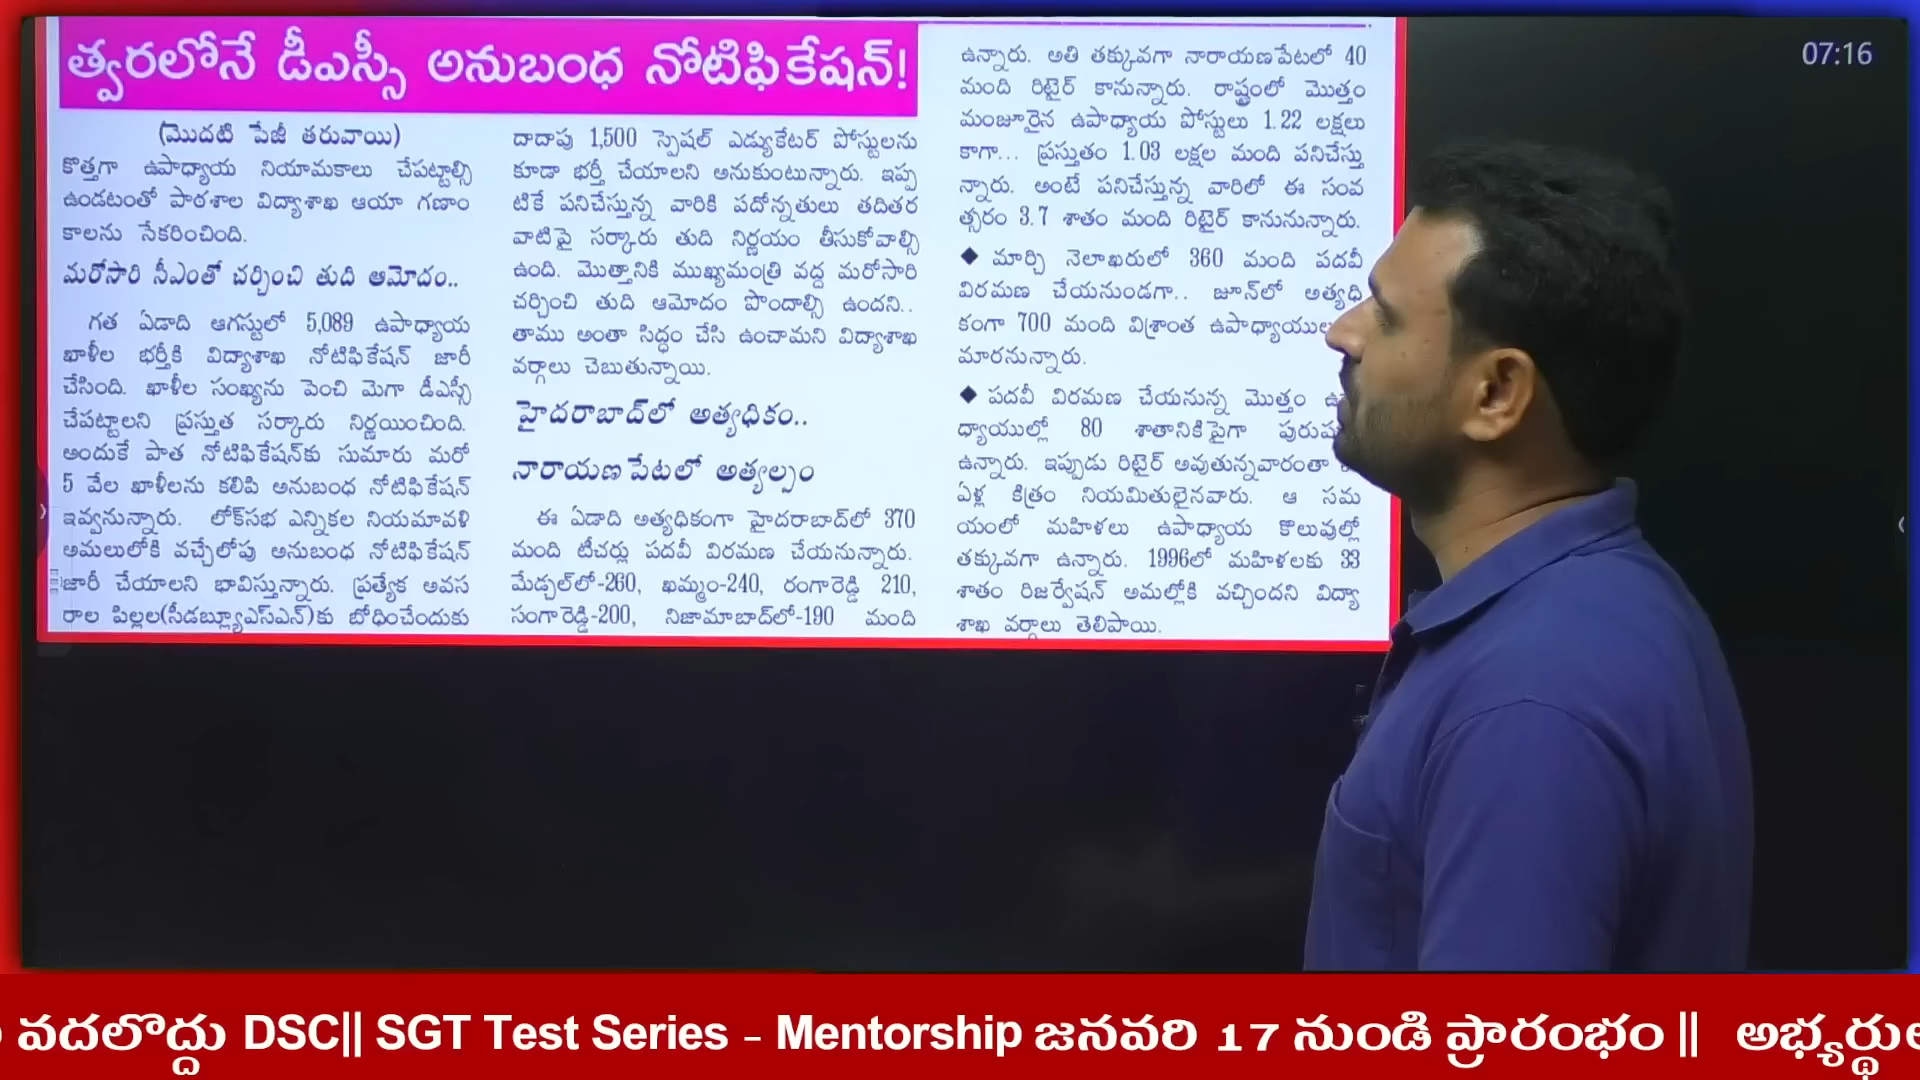 త్వరలోనే డీఎస్సీ అనుబంధ నోటిఫికేషన్!
(మొదటి పేజీ తరువాయి)
కొత్తగా ఉపాధ్యాయ నియామకాలు చేపట్టాల్సి
ఉండటంతో పాఠశాల విద్యాశాఖ ఆయా గణాం
కాలను సేకరించింది.
మరోసారి సీఎంతో చర్చించి తుది ఆమోదం..
గత ఏడాది ఆగస్టులో 5,089 ఉపాధ్యాయ
ఖాళీల భర్తీకి విద్యాశాఖ నోటిఫికేషన్ జారీ
చేసింది. ఖాళీల సంఖ్యను పెంచి మెగా డీఎస్సీ
చేపట్టాలని ప్రస్తుత సర్కారు నిర్ణయించింది.
అందుకే పాత నోటిఫికేషన్‌కు సుమారు మరో
5 వేల ఖాళీలను కలిపి అనుబంధ నోటిఫికేషన్
ఇవ్వనున్నారు. లోక్‌సభ ఎన్నికల నియమావళి
అమలులోకి వచ్చేలోపు అనుబంధ నోటిఫికేషన్
జారీ చేయాలని భావిస్తున్నారు. ప్రత్యేక అవస
రాల పిల్లల(సీడబ్ల్యూఎస్ఎన్)కు బోధించేందుకు
దాదాపు 1,500 స్పెషల్ ఎడ్యుకేటర్ పోస్టులను
కూడా భర్తీ చేయాలని అనుకుంటున్నారు. ఇప్ప
టికే పనిచేస్తున్న వారికి పదోన్నతులు తదితర
వాటిపై సర్కారు తుది నిర్ణయం తీసుకోవాల్సి
ఉంది. మొత్తానికి ముఖ్యమంత్రి వద్ద మరోసారి
చర్చించి తుది ఆమోదం పొందాల్సి ఉందని..
తాము అంతా సిద్ధం చేసి ఉంచామని విద్యాశాఖ
వర్గాలు చెబుతున్నాయి.
హైదరాబాద్‌లో అత్యధికం..
నారాయణపేటలో అత్యల్పం
ఈ ఏడాది అత్యధికంగా హైదరాబాద్‌లో 370
మంది టీచర్లు పదవీ విరమణ చేయనున్నారు.
మేడ్చల్‌లో-260, ఖమ్మం-240, రంగారెడ్డి 210,
సంగారెడ్డి-200, నిజామాబాద్‌లో-190 మంది
ఉన్నారు. అతి తక్కువగా నారాయణపేటలో 40
మంది రిటైర్ కానున్నారు. రాష్ట్రంలో మొత్తం
మంజూరైన ఉపాధ్యాయ పోస్టులు 1.22 లక్షలు
కాగా... ప్రస్తుతం 1.03 లక్షల మంది పనిచేస్తు
న్నారు. అంటే పనిచేస్తున్న వారిలో ఈ సంవ
త్సరం 3.7 శాతం మంది రిటైర్ కానునున్నారు.
◆ మార్చి నెలాఖరులో 360 మంది పదవీ
విరమణ చేయనుండగా.. జూన్‌లో అత్యధి
కంగా 700 మంది విశ్రాంత
మారనున్నారు.
◆ పదవీ విరమణ చేయనున్న మొత్తం
ధ్యాయుల్లో 80 శాతానికిపైగా
ఉన్నారు. ఇప్పుడు రిటైర్ అవుతున్నవారంతా
ఏళ్ల క్రితం నియమితులైనవారు. ఆ సమ
యంలో మహిళలు ఉపాధ్యాయ కొలువుల్లో
తక్కువగా ఉన్నారు. 1996లో మహిళలకు 33
శాతం రిజర్వేషన్ అమల్లోకి వచ్చిందని విద్యా
శాఖ వర్గాలు తెలిపాయి.
07:16
వదలొద్దు DSC|| SGT Test Series - Mentorship జనవరి 17 నుండి ప్రారంభం ||